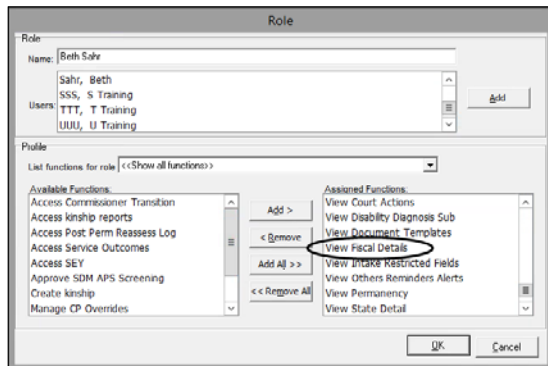 Role
Role
Name: Beth Sahr
Sahr, Beth
SSS, S Training
Users: TTT, T Training
UUU, U Training
Add
Profile
List functions for role <<Show all functions>>
Available Functions:
Access Commissioner Transition
Access kinship reports
Access Post Perm Reassess Log
Access Service Outcomes
Access SEY
Approve SDM APS Screening
Create kinship
Manage CP Overrides
Add >
< Remove
Add All >>
<< Remove All
Assigned Functions:
View Court Actions
View Disability Diagnosis Sub
View Document Templates
View Fiscal Details
View Intake Restricted Fields
View Others Reminders Alerts
View Permanency
View State Detail
OK
Cancel